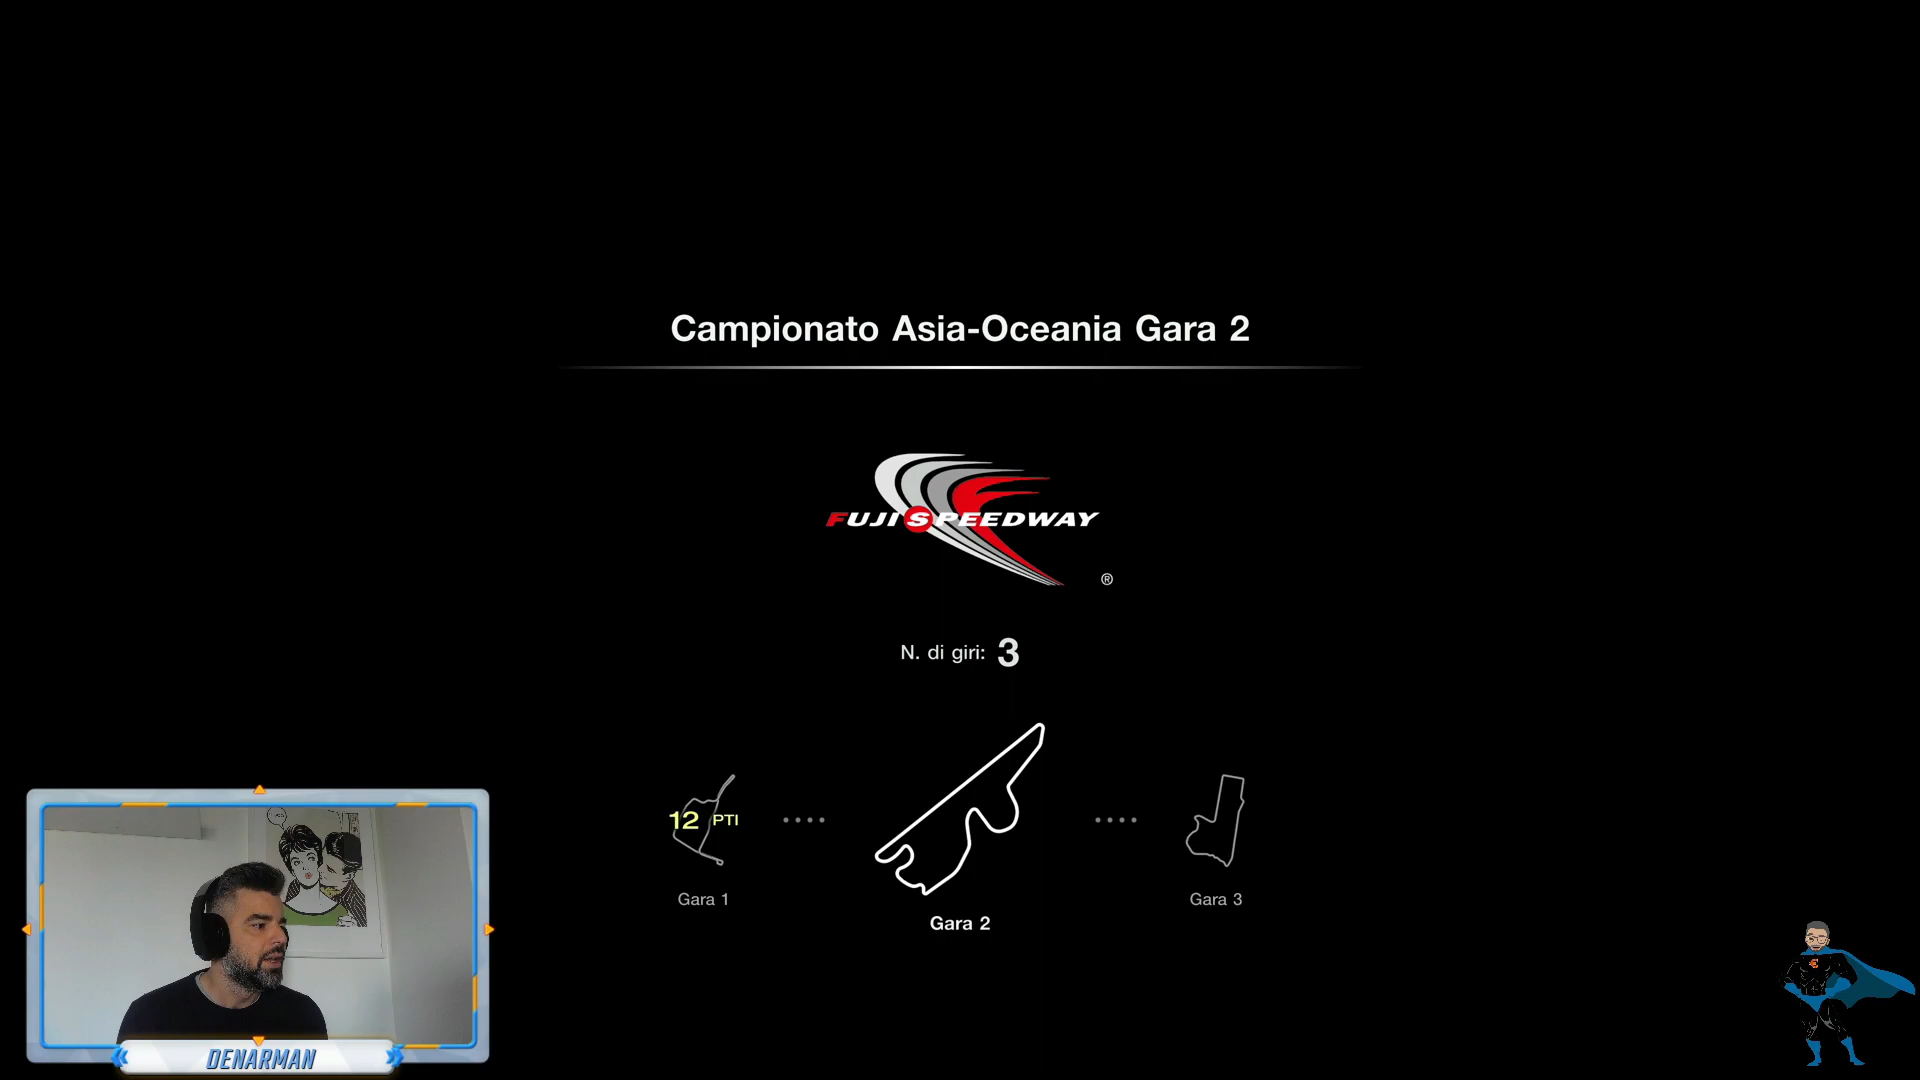 Campionato Asia-Oceania Gara 2
FUJI SPEEDWAY
®
N. di giri: 3
12 PTI
Gara 1
Gara 2
Gara 3
DENARMAN